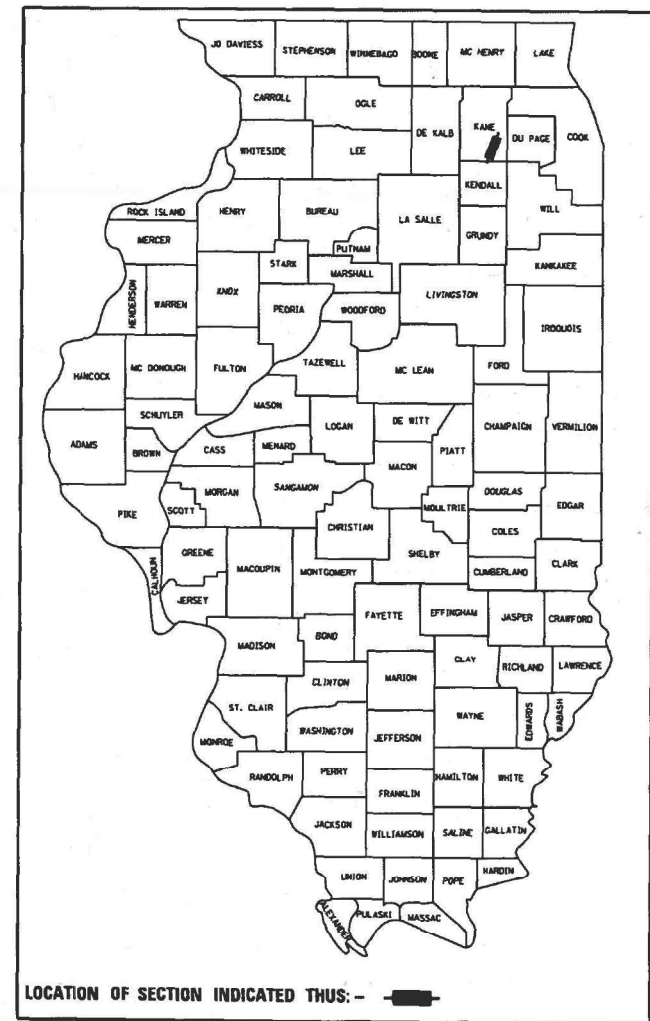 JO DAVIESS STEPHENSON WINNEBAGO BOONE MC HENRY LAKE
CARROLL OGLE DE KALB KANE DU PAGE COOK
WHITESIDE LEE
KENDALL
ROCK ISLAND HENRY BUREAU LA SALLE WILL
MERCER PUTNAM GRUNDY
STARK MARSHALL KANKAKEE
HENDERSON WARREN KNOX PEORIA WOODFORD LIVINGSTON IROQUOIS
HANCOCK MC DONOUGH FULTON TAZEWELL MC LEAN FORD
SCHUYLER MASON
ADAMS BROWN CASS MENARD LOGAN DE WITT PIATT CHAMPAIGN VERMILION
MACON
PIKE SCOTT MORGAN SANGAMON MOULTRIE DOUGLAS EDGAR
CHRISTIAN COLES
CALHOUN GREENE MACOUPIN MONTGOMERY SHELBY CUMBERLAND CLARK
JERSEY
FAYETTE EFFINGHAM JASPER CRAWFORD
MADISON BOND
CLAY RICHLAND LAWRENCE
ST. CLAIR CLINTON MARION
WASHINGTON WAYNE EDWARDS WABASH
MONROE JEFFERSON
RANDOLPH PERRY HAMILTON WHITE
FRANKLIN
JACKSON WILLIAMSON SALINE GALLATIN
UNION JOHNSON POPE HARDIN
ALEXANDER PULASKI MASSAC
LOCATION OF SECTION INDICATED THUS:-